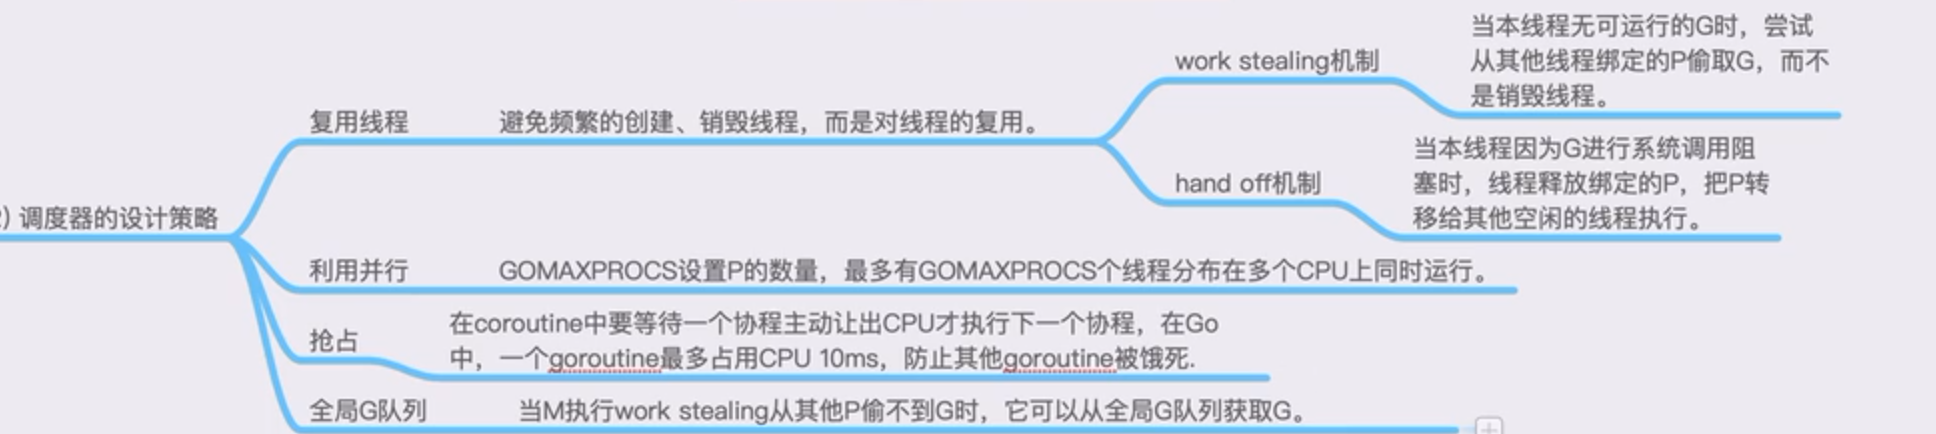 当本线程无可运行的G时，尝试
从其他线程绑定的P偷取G，而不
是销毁线程。
work stealing机制
复用线程
避免频繁的创建、销毁线程，而是对线程的复用。
当本线程因为G进行系统调用阻
塞时，线程释放绑定的P，把P转
移给其他空闲的线程执行。
hand off机制
) 调度器的设计策略
利用并行
GOMAXPROCS设置P的数量，最多有GOMAXPROCS个线程分布在多个CPU上同时运行。
抢占
在coroutine中要等待一个协程主动让出CPU才执行下一个协程，在Go
中，一个goroutine最多占用CPU 10ms，防止其他goroutine被饿死.
全局G队列
当M执行work stealing从其他P偷不到G时，它可以从全局G队列获取G。